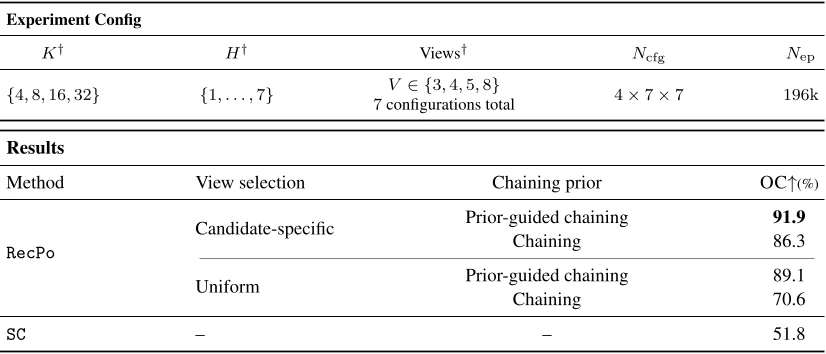 Experiment Config
K† H† Views† N_cfg N_ep
{4, 8, 16, 32} {1, . . . , 7} V ∈ {3, 4, 5, 8} 4 × 7 × 7 196k
7 configurations total
Results
Method View selection Chaining prior OC↑(%)
RecPo Candidate-specific Prior-guided chaining 91.9
Chaining 86.3
Uniform Prior-guided chaining 89.1
Chaining 70.6
SC – – 51.8